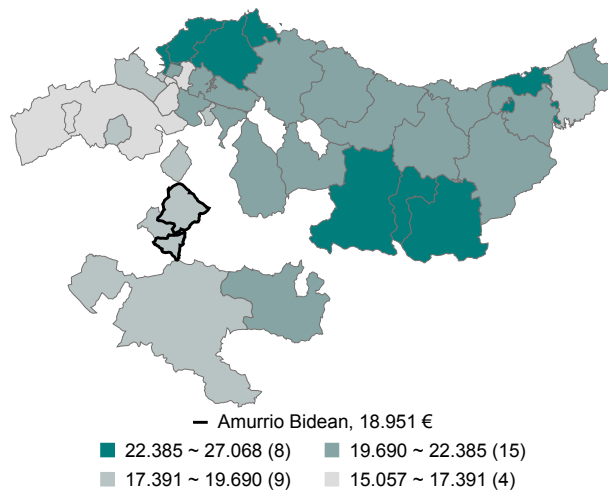 Amurrio Bidean, 18.951 €
22.385 ~ 27.068 (8) 19.690 ~ 22.385 (15)
17.391 ~ 19.690 (9) 15.057 ~ 17.391 (4)